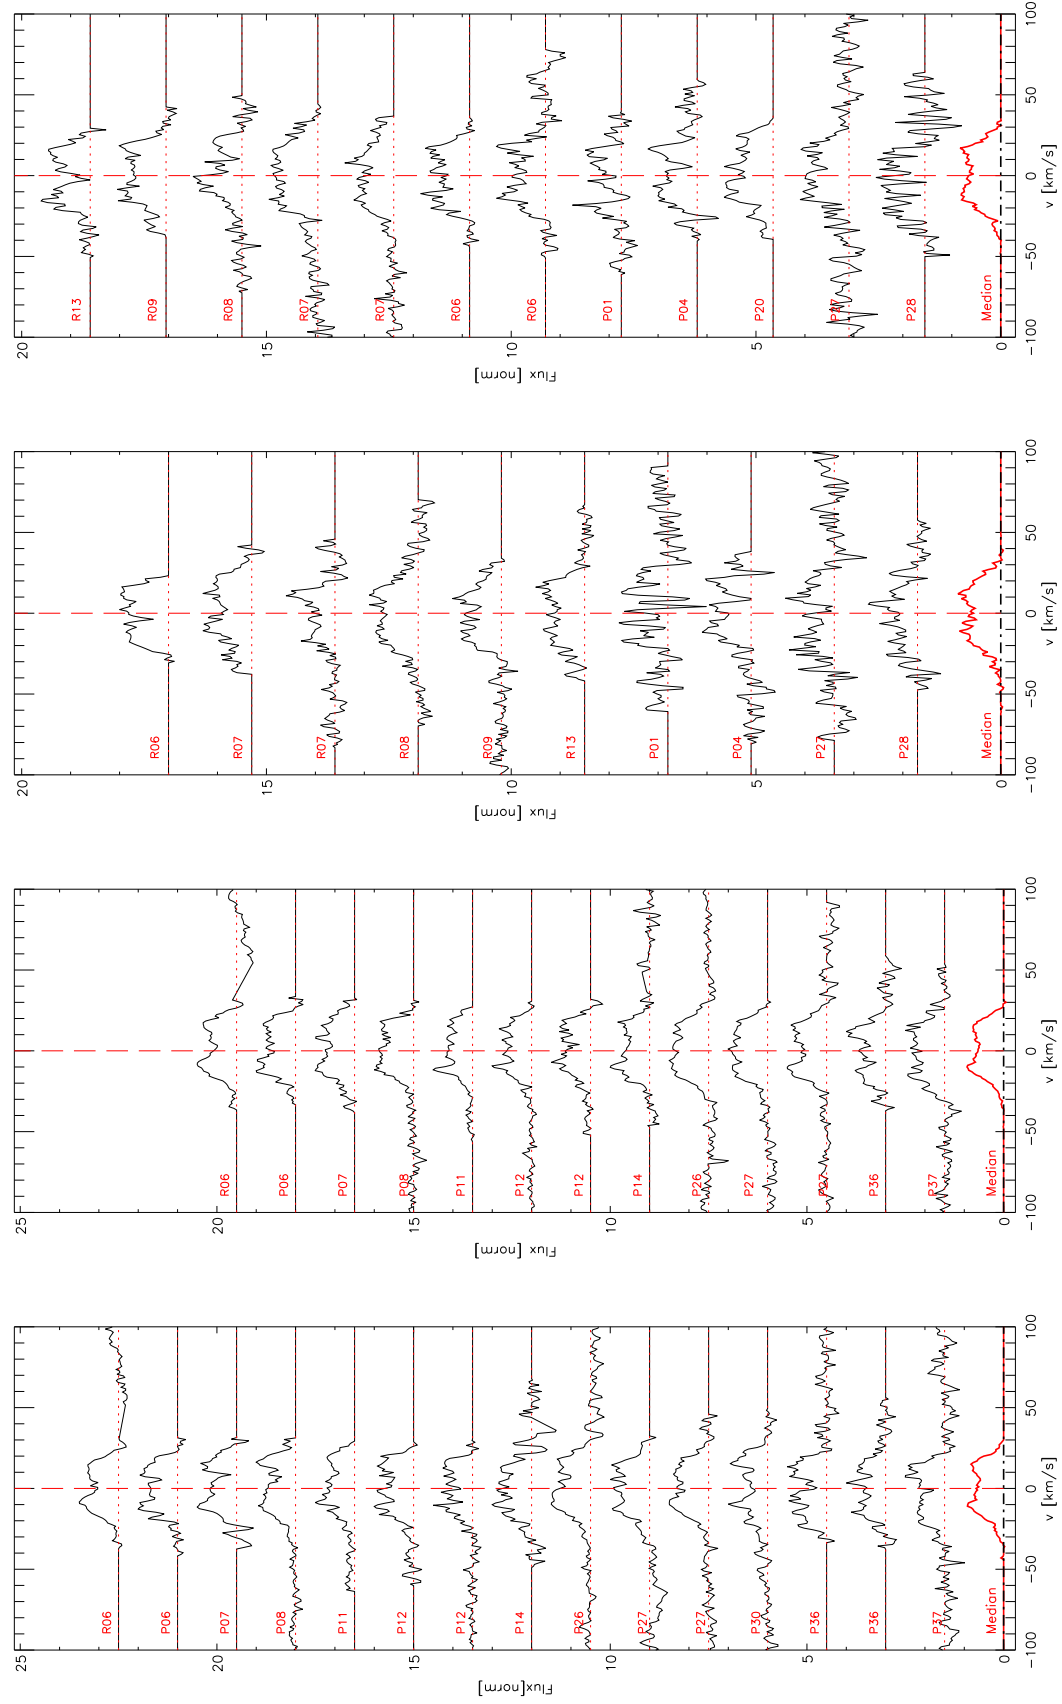 Flux[norm]
25
20
15
10
5
0
R06
P06
P07
P08
P11
P12
P12
P14
P26
P27
P27
P30
P36
P36
P37
Median
−100 −50 0 50 100
v [km/s]
Flux [norm]
25
20
15
10
5
0
R06
P06
P07
P08
P11
P12
P12
P14
P26
P27
P27
P36
P37
Median
−100 −50 0 50 100
v [km/s]
Flux [norm]
20
15
10
5
0
R06
R07
R07
R08
R09
R13
P01
P04
P27
P28
Median
−100 −50 0 50 100
v [km/s]
Flux [norm]
20
15
10
5
0
R13
R09
R08
R07
R07
R06
R06
P01
P04
P20
P27
P28
Median
−100 −50 0 50 100
v [km/s]